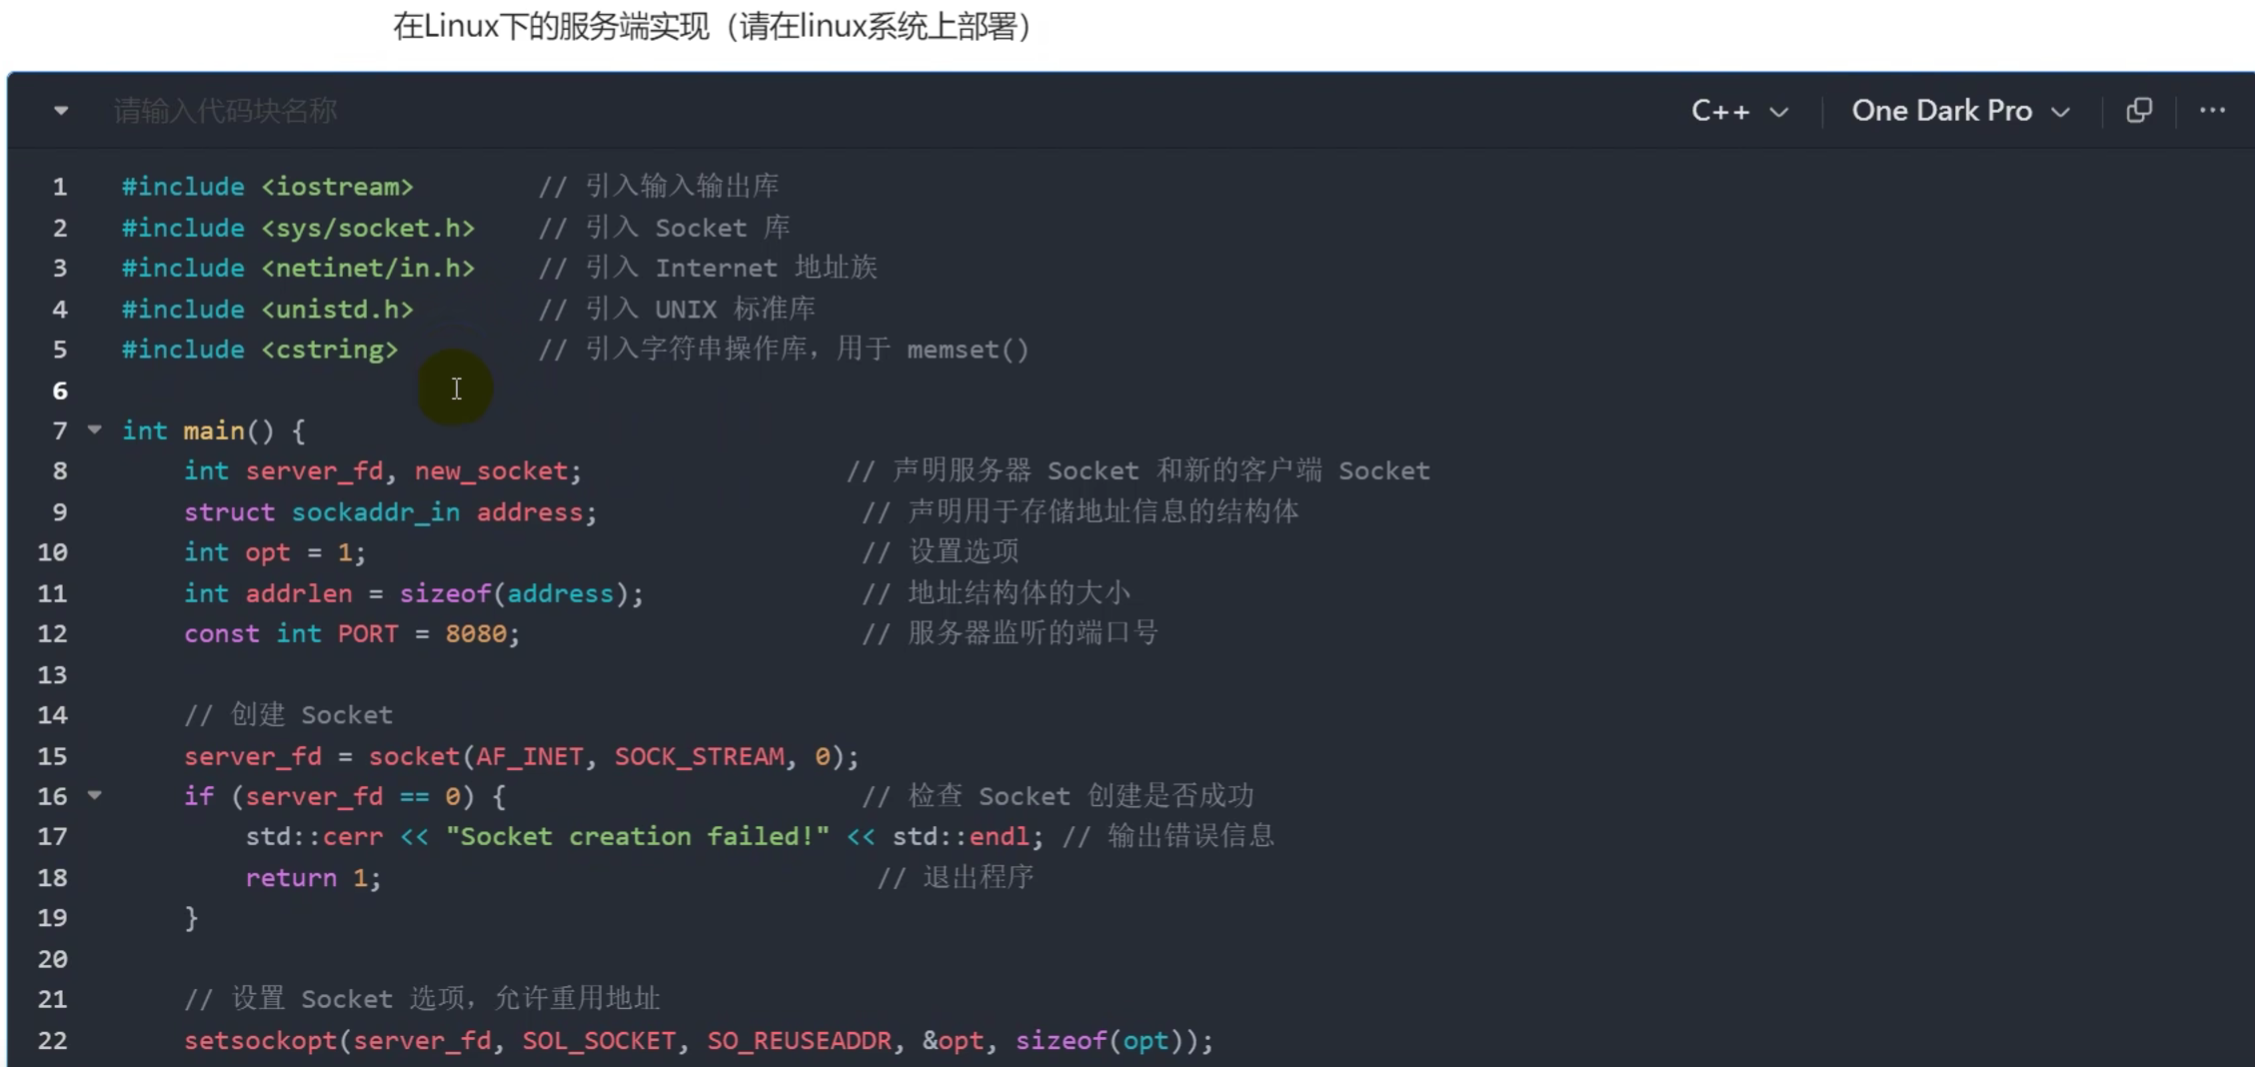 在Linux下的服务端实现（请在linux系统上部署）
请输入代码块名称 C++ One Dark Pro ···
1 #include <iostream> // 引入输入输出库
2 #include <sys/socket.h> // 引入 Socket 库
3 #include <netinet/in.h> // 引入 Internet 地址族
4 #include <unistd.h> // 引入 UNIX 标准库
5 #include <cstring> // 引入字符串操作库，用于 memset()
6
7 int main() {
8 int server_fd, new_socket; // 声明服务器 Socket 和新的客户端 Socket
9 struct sockaddr_in address; // 声明用于存储地址信息的结构体
10 int opt = 1; // 设置选项
11 int addrlen = sizeof(address); // 地址结构体的大小
12 const int PORT = 8080; // 服务器监听的端口号
13
14 // 创建 Socket
15 server_fd = socket(AF_INET, SOCK_STREAM, 0);
16 if (server_fd == 0) { // 检查 Socket 创建是否成功
17 std::cerr << "Socket creation failed!" << std::endl; // 输出错误信息
18 return 1; // 退出程序
19 }
20
21 // 设置 Socket 选项，允许重用地址
22 setsockopt(server_fd, SOL_SOCKET, SO_REUSEADDR, &opt, sizeof(opt));